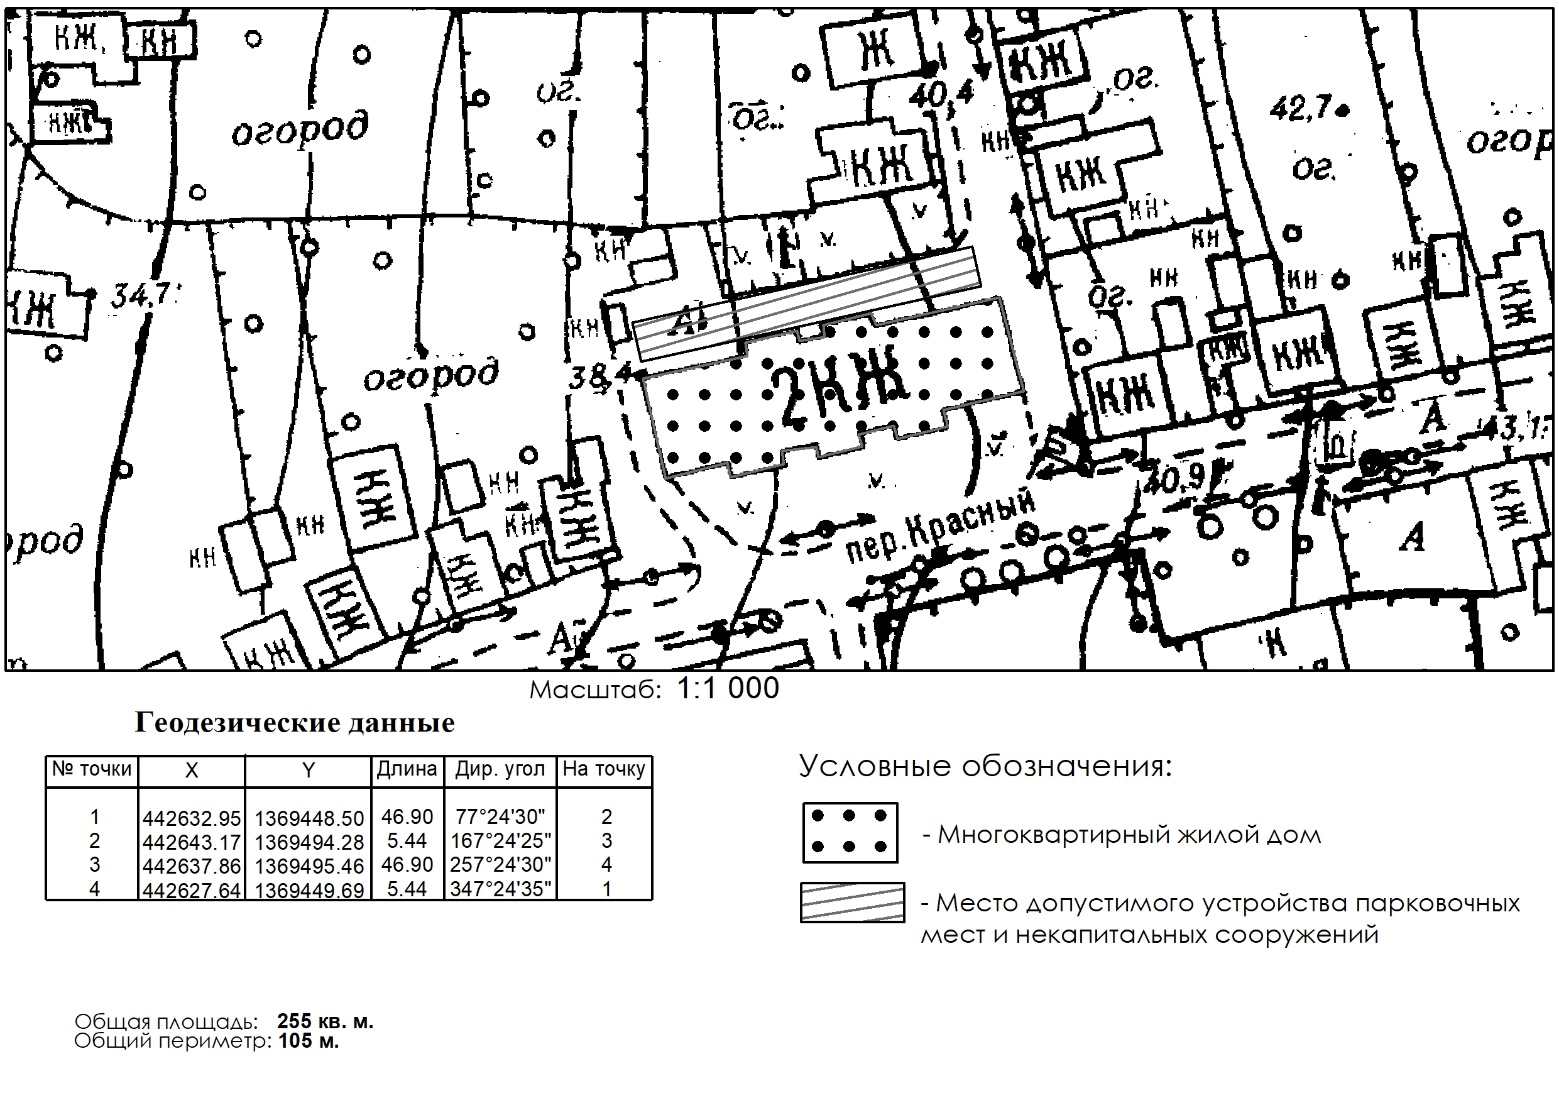 КЖ.
КН
Ж
КЖ
ог.
ог.
40,4
42,7
КЖ
огород
ог.
кн
огор
КЖ
КЖ
ог.
кн
v
КН
v.
v.
кн
кн
34,7
КЖ
ог.
кн
кн
КЖ
А
кн
КЖ
КЖ
КЖ
огород
38,4
2КЖ
КЖ
А
43,1
v
Б
Б
40,9
КЖ
кн
v.
v.
КЖ
КЖ
кн
кн
пер. Красный
КЖ
ород
кн
КЖ
А
КЖ
А
КЖ
Масштаб: 1:1 000
Геодезические данные
№ точки X Y Длина Дир. угол На точку
1 442632.95 1369448.50 46.90 77°24'30" 2
2 442643.17 1369494.28 5.44 167°24'25" 3
3 442637.86 1369495.46 46.90 257°24'30" 4
4 442627.64 1369449.69 5.44 347°24'35" 1
Условные обозначения:
- Многоквартирный жилой дом
- Место допустимого устройства парковочных
мест и некапитальных сооружений
Общая площадь: 255 кв. м.
Общий периметр: 105 м.